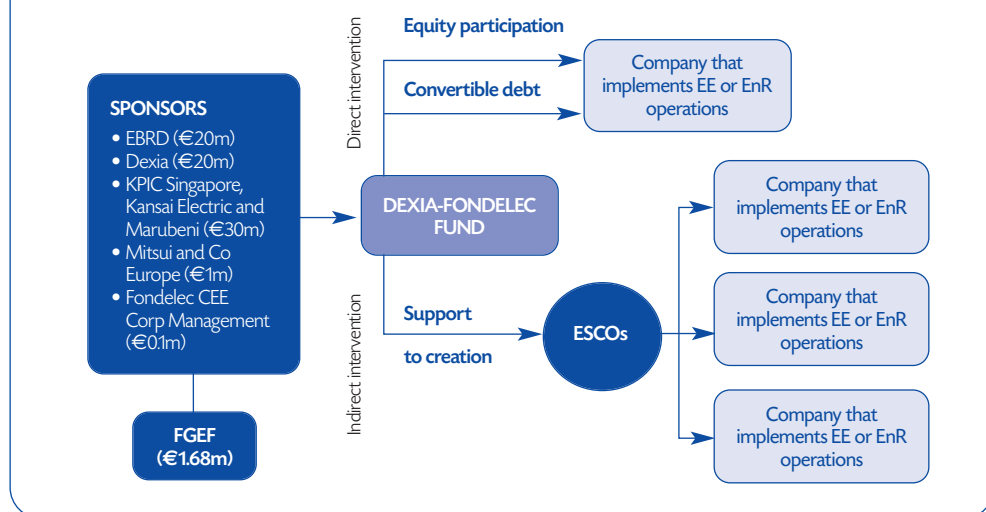 SPONSORS
• EBRD (€20m)
• Dexia (€20m)
• KPIC Singapore,
Kansai Electric and
Marubeni (€30m)
• Mitsui and Co
Europe (€1m)
• Fondelec CEE
Corp Management
(€0.1m)
FGEF
(€1.68m)
Direct intervention
Equity participation
Convertible debt
Company that
implements EE or EnR
operations
DEXIA-FONDELEC
FUND
Indirect intervention
Support
to creation
ESCOs
Company that
implements EE or EnR
operations
Company that
implements EE or EnR
operations
Company that
implements EE or EnR
operations